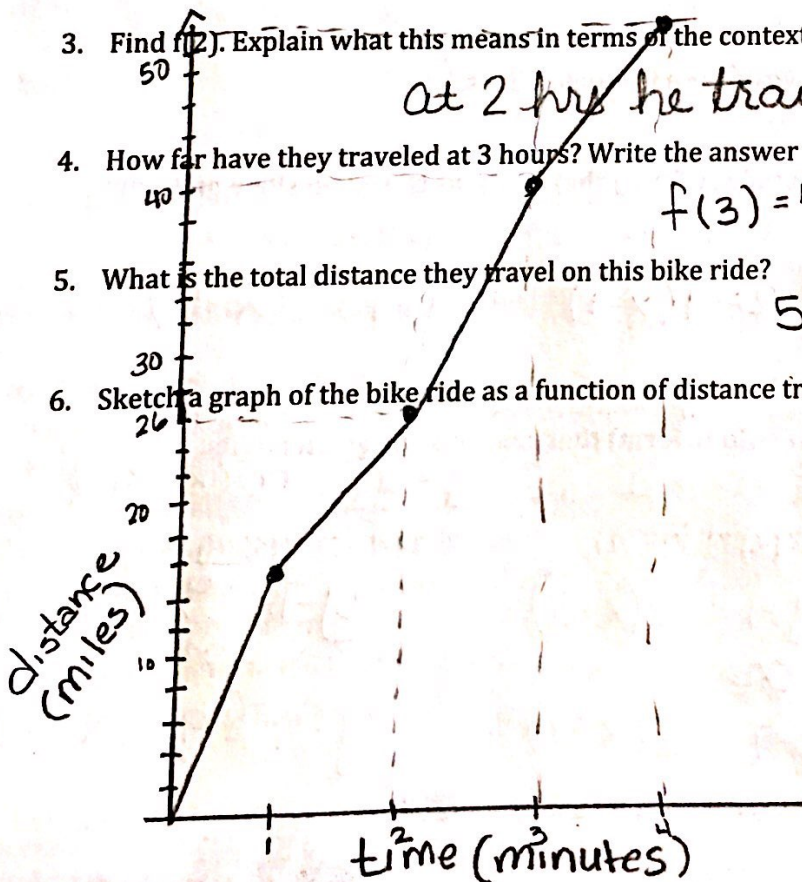 3. Find f(2). Explain what this means in terms of the context
50
at 2 hrs he tra
4. How far have they traveled at 3 hours? Write the answer
40
f(3) =
5. What is the total distance they travel on this bike ride?
5
30
6. Sketch a graph of the bike ride as a function of distance tr
26
20
distance
(miles)
10
1 2 3 4
time (minutes)